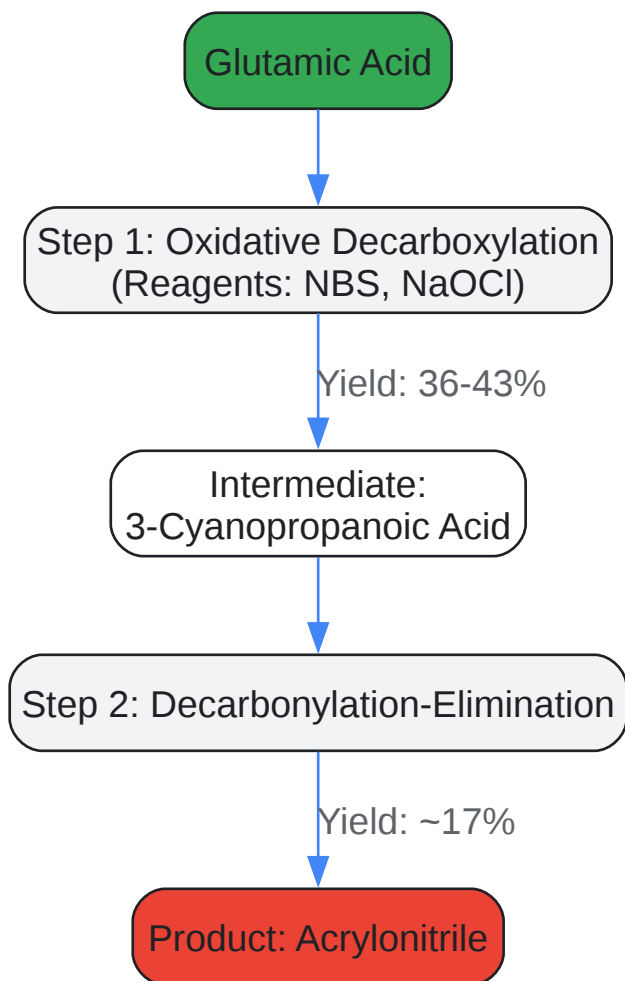 Glutamic Acid
Step 1: Oxidative Decarboxylation
(Reagents: NBS, NaOCl)
Yield: 36-43%
Intermediate:
3-Cyanopropanoic Acid
Step 2: Decarbonylation-Elimination
Yield: ~17%
Product: Acrylonitrile